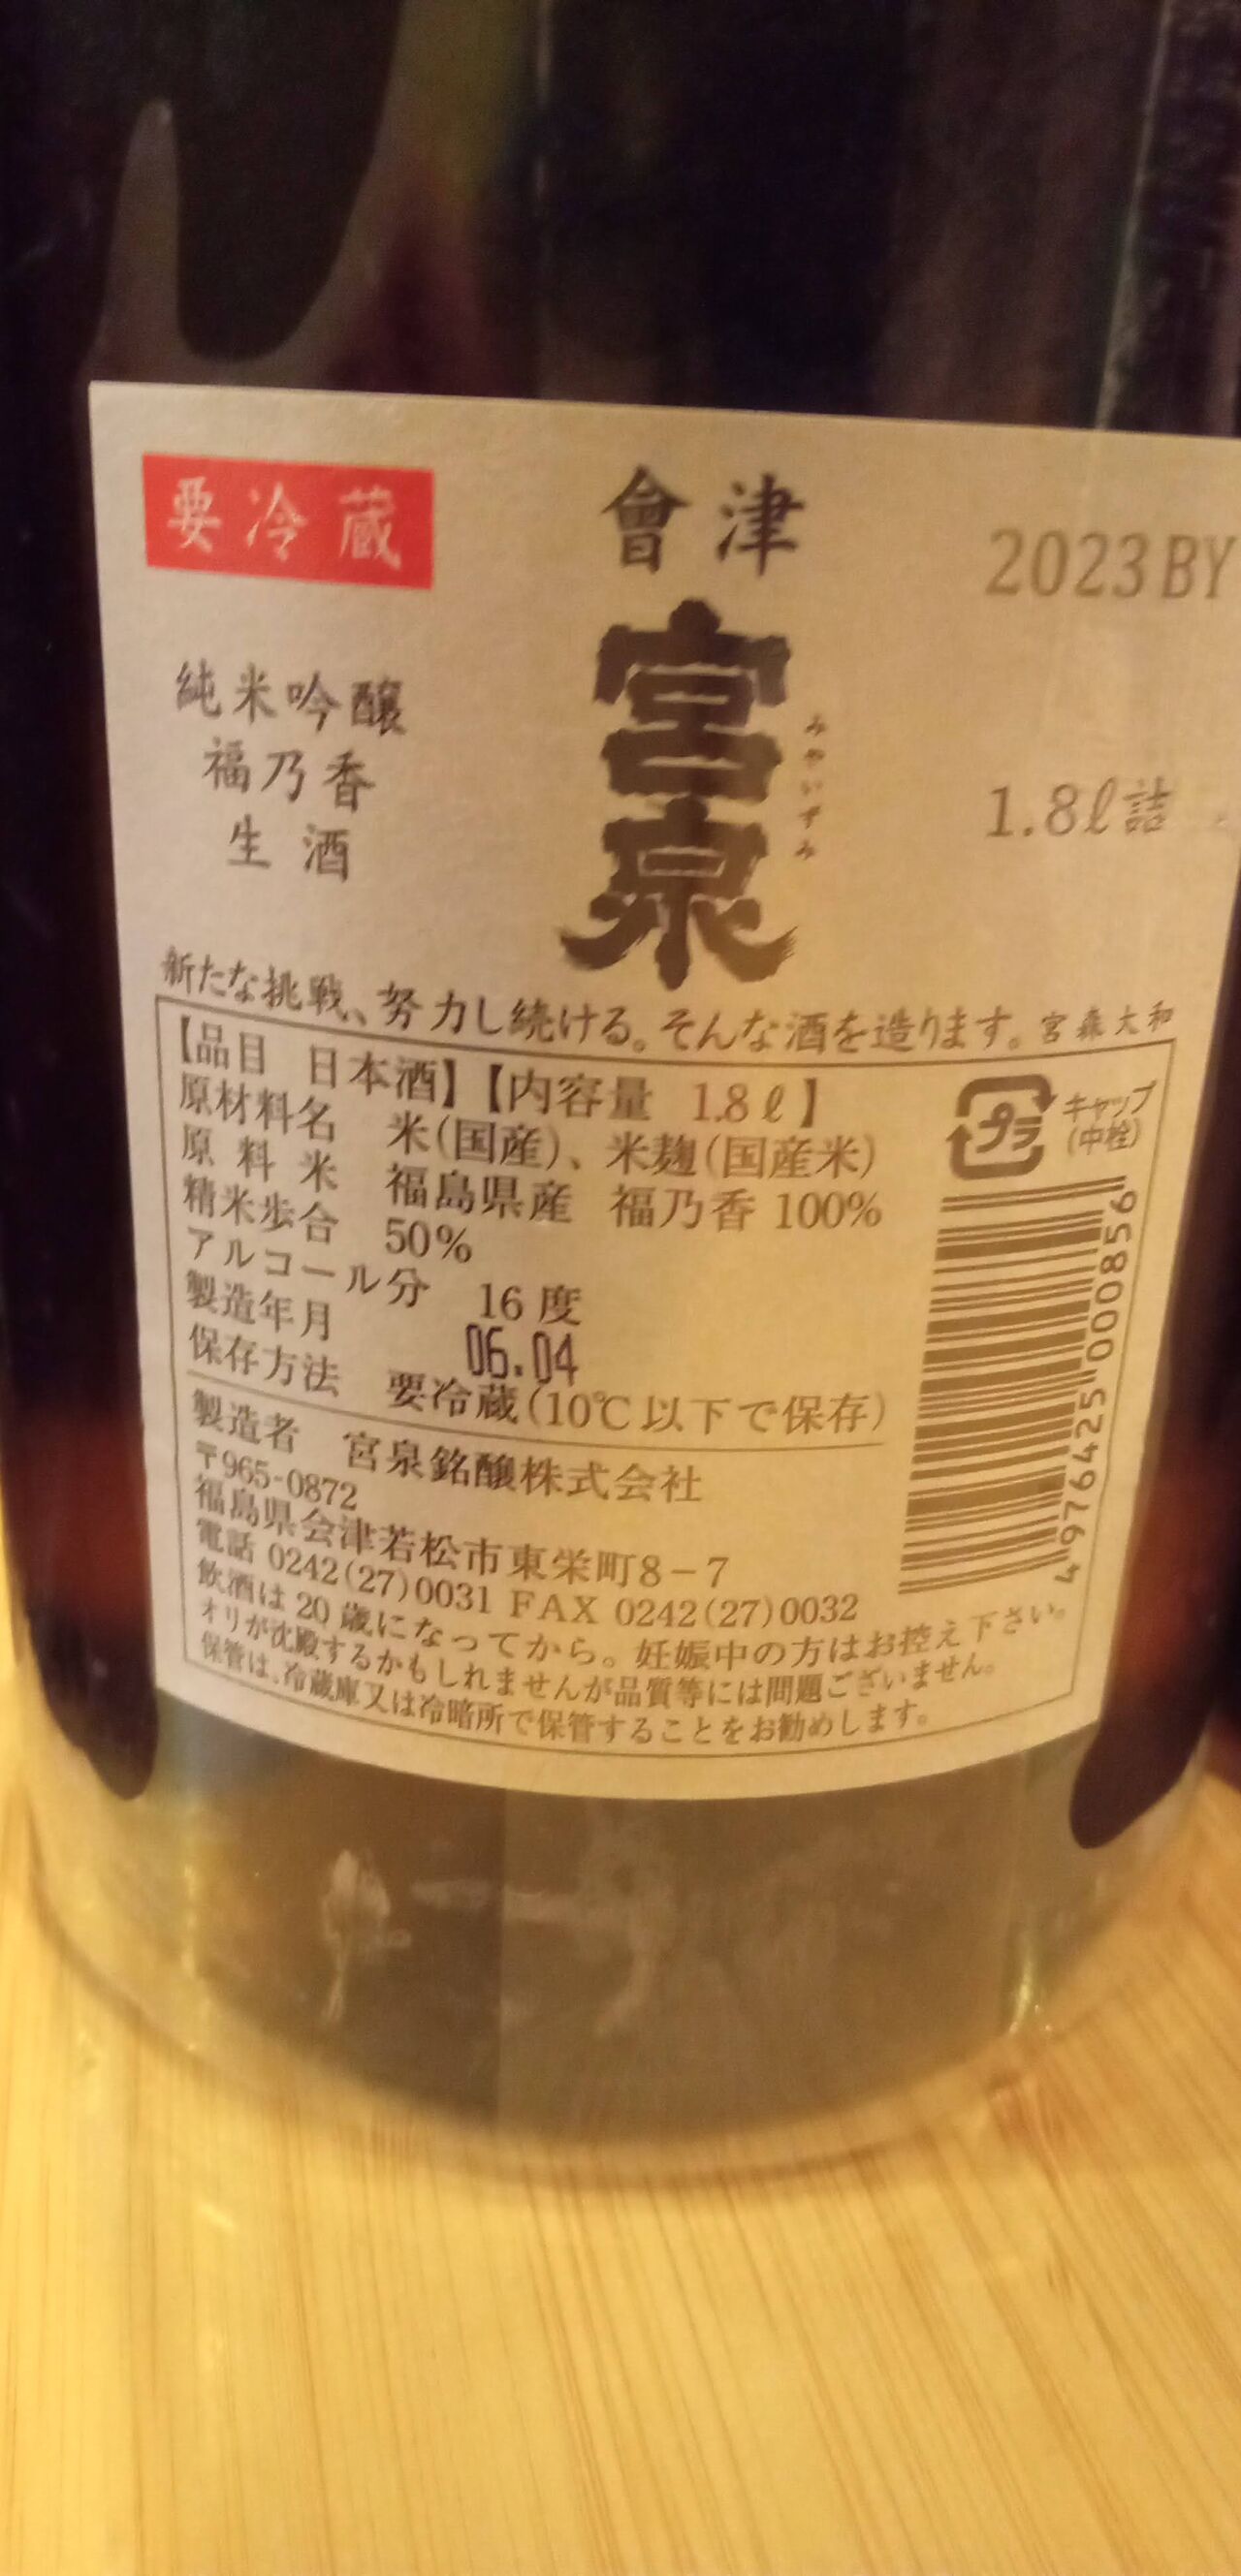 要冷蔵
會津
宮泉
みやいずみ
2023BY
純米吟醸
福乃香
生酒
1.8ℓ詰
新たな挑戦、努力し続ける。そんな酒を造ります。宮森大和
【品目 日本酒】【内容量 1.8ℓ】
原材料名 米(国産)、米麹(国産米)
原料米 福島県産 福乃香 100%
精米歩合 50%
アルコール分 16度
製造年月 06.04
保存方法 要冷蔵(10℃以下で保存)
プラ
キャップ
(中栓)
4976425000856
製造者 宮泉銘醸株式会社
〒965-0872
福島県会津若松市東栄町8-7
電話 0242(27)0031 FAX 0242(27)0032
飲酒は20歳になってから。妊娠中の方はお控え下さい。
オリが沈殿するかもしれませんが品質等には問題ございません。
保管は、冷蔵庫又は冷暗所で保管することをお勧めします。